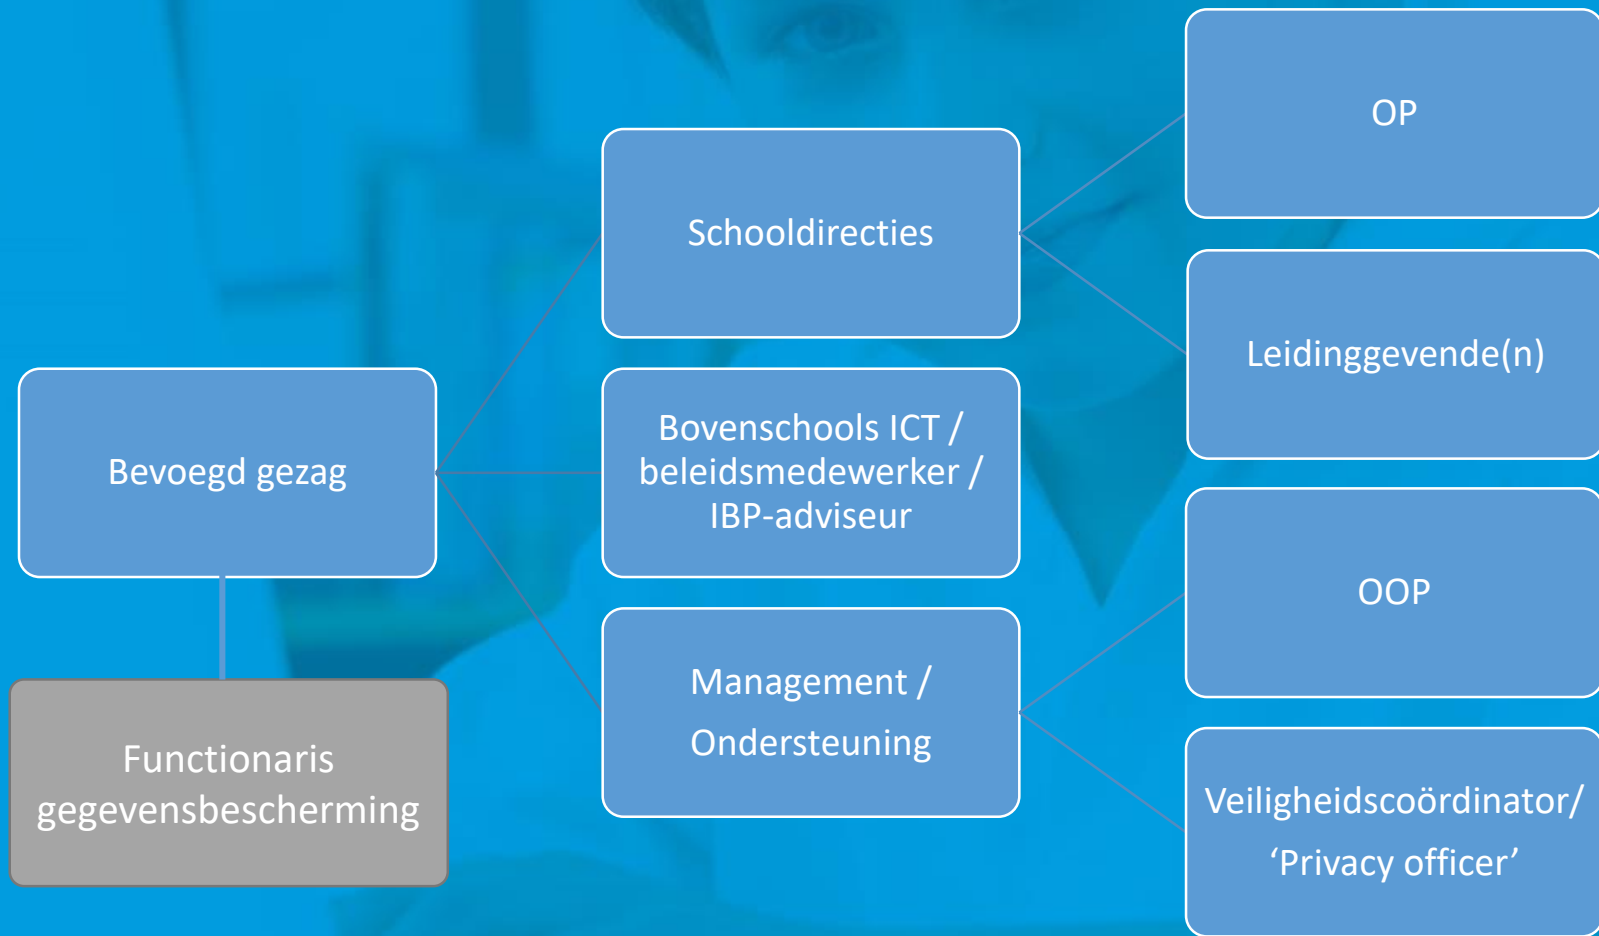 OP
Schooldirecties
Leidinggevende(n)
Bovenschools ICT /
beleidsmedewerker /
IBP-adviseur
Bevoegd gezag
OOP
Management /
Ondersteuning
Functionaris
gegevensbescherming
Veiligheidscoördinator/
‘Privacy officer’